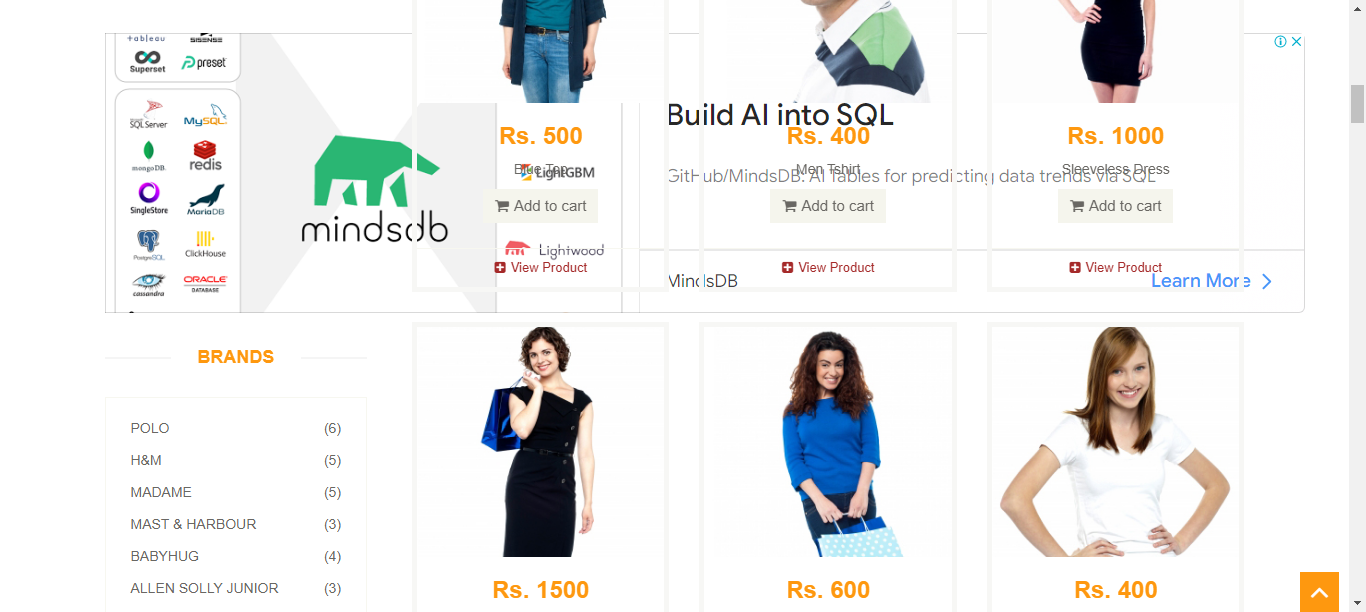 tableau
SISENSE
Superset
preset
SQL Server
MySQL
mongoDB
redis
SingleStore
MariaDB
PostgreSQL
ClickHouse
cassandra
ORACLE
DATABASE
mindsdb
LightGBM
Lightwood
Build AI into SQL
GitHub/MindsDB: AI Tables for predicting data trends via SQL
MindsDB
Learn More
Rs. 500
Blue Top
Add to cart
View Product
Rs. 400
Men Tshirt
Add to cart
View Product
Rs. 1000
Sleeveless Dress
Add to cart
View Product
BRANDS
POLO (6)
H&M (5)
MADAME (5)
MAST & HARBOUR (3)
BABYHUG (4)
ALLEN SOLLY JUNIOR (3)
Rs. 1500
Rs. 600
Rs. 400